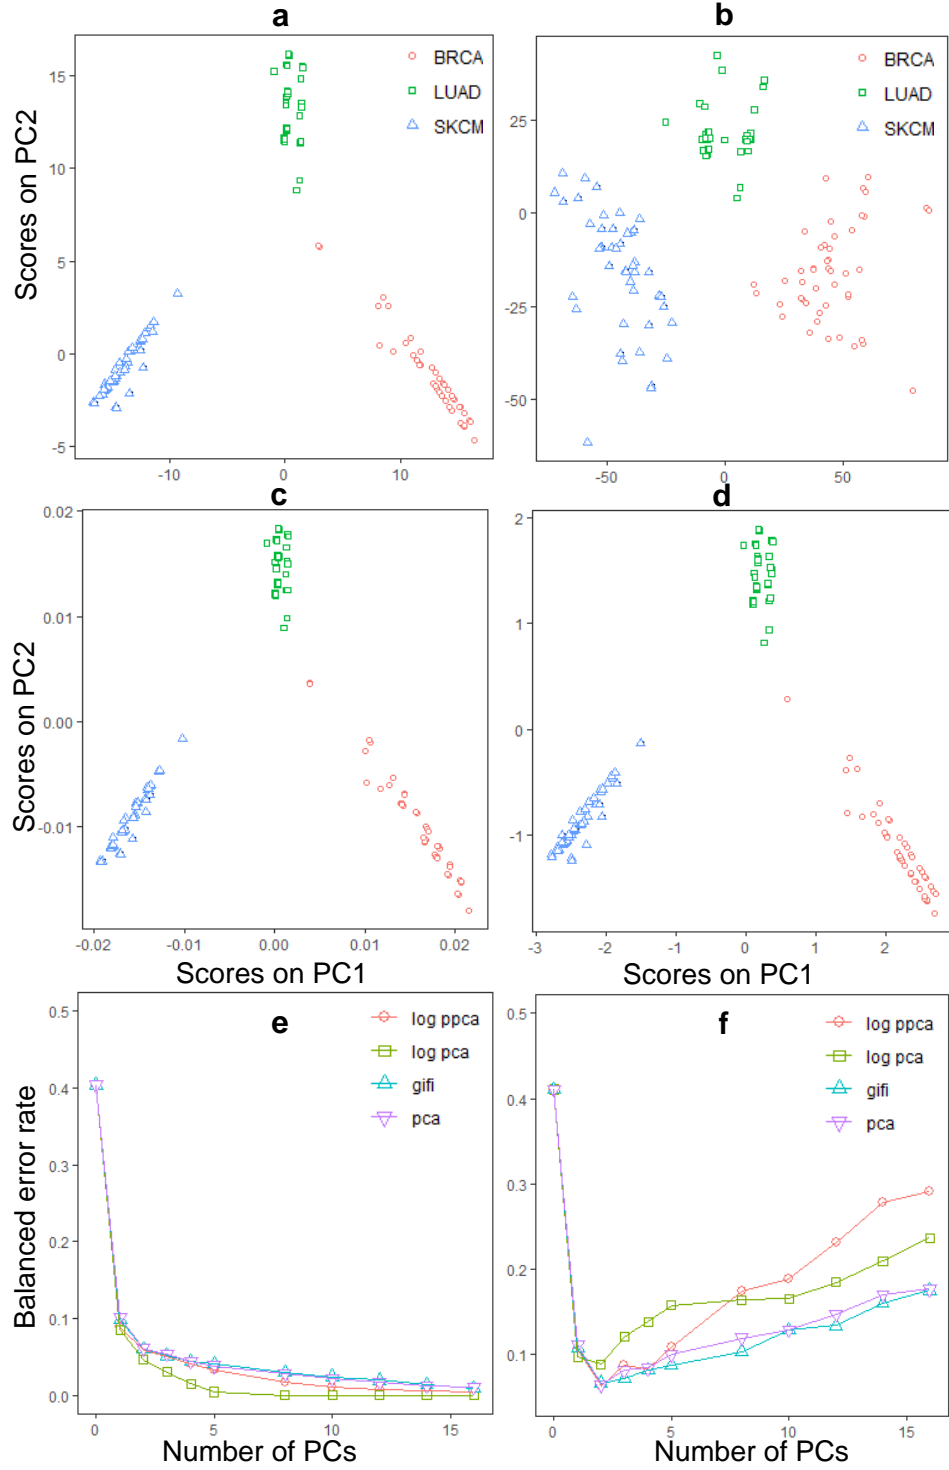 a
b
BRCA
LUAD
SKCM
BRCA
LUAD
SKCM
Scores on PC2
15
10
5
0
-5
25
0
-25
-50
-10
0
10
-50
0
50
c
d
Scores on PC2
0.02
0.01
0.00
-0.01
2
1
0
-1
-0.02
-0.01
0.00
0.01
0.02
-3
-2
-1
0
1
2
Scores on PC1
Scores on PC1
e
f
log ppca
log pca
gifi
pca
log ppca
log pca
gifi
pca
Balanced error rate
0.5
0.4
0.3
0.2
0.1
0.0
0.5
0.4
0.3
0.2
0.1
0
5
10
15
0
5
10
15
Number of PCs
Number of PCs